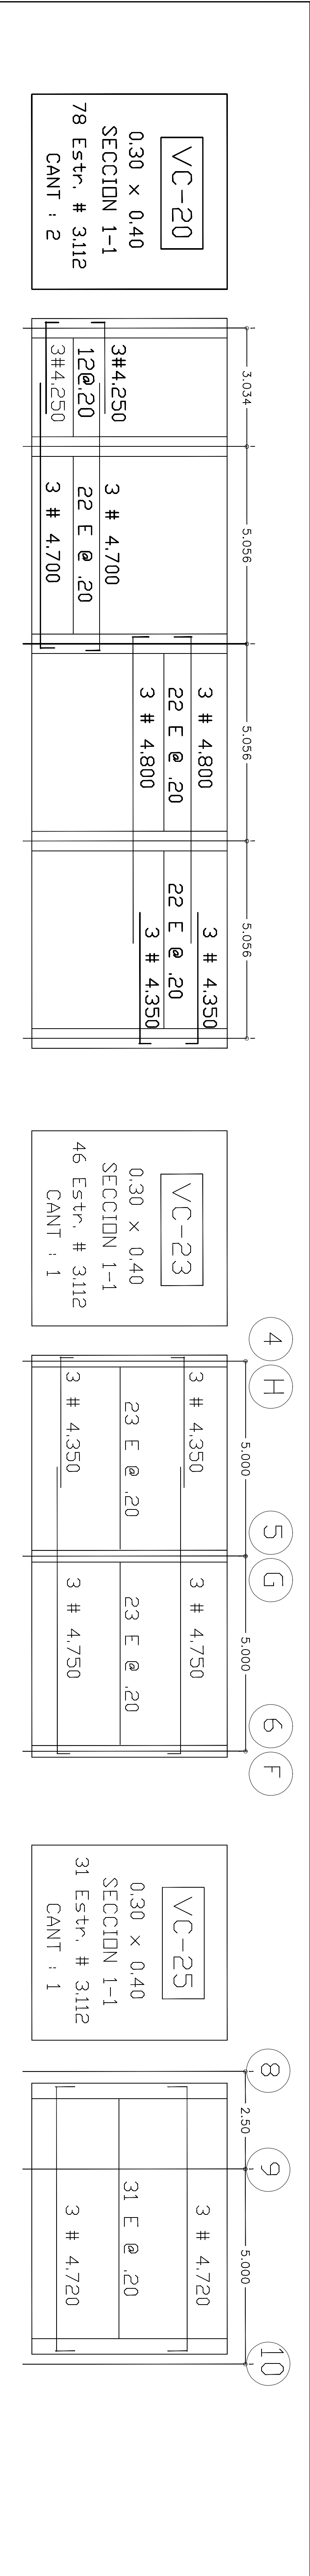 VC-20
0.30 x 0.40
SECCION 1-1
78 Estr. # 3.112
CANT : 2
3.034
5.056
5.056
5.056
3#4.250
12@.20
3#4.250
3 # 4.700
22 E @ .20
3 # 4.700
3 # 4.800
22 E @ .20
3 # 4.800
3 # 4.350
22 E @ .20
3 # 4.350
VC-23
0.30 x 0.40
SECCION 1-1
46 Estr. # 3.112
CANT : 1
4
H
5
G
6
F
5.000
5.000
3 # 4.350
23 E @ .20
3 # 4.350
3 # 4.750
23 E @ .20
3 # 4.750
VC-25
0.30 x 0.40
SECCION 1-1
31 Estr. # 3.112
CANT : 1
8
9
10
2.50
5.000
3 # 4.720
31 E @ .20
3 # 4.720